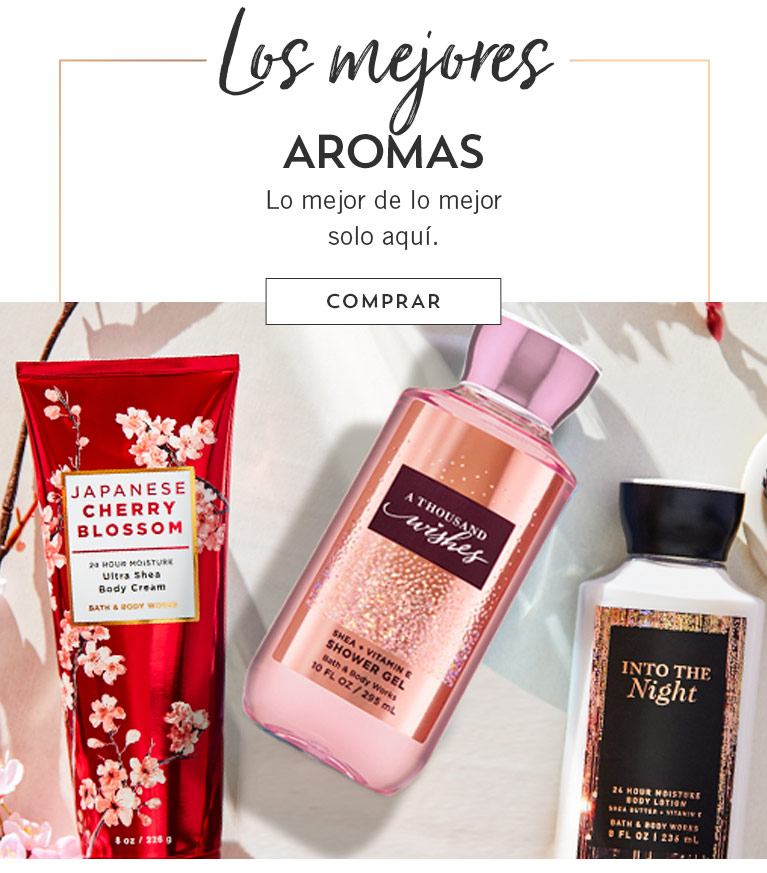 Los mejores
AROMAS
Lo mejor de lo mejor
solo aquí.
COMPRAR
JAPANESE
CHERRY
BLOSSOM
24 HOUR MOISTURE
Ultra Shea
Body Cream
BATH & BODY WORKS
8 oz / 226 g
A THOUSAND
wishes
SHEA + VITAMIN E
SHOWER GEL
Bath & Body Works
10 FL OZ / 295 mL
INTO THE
Night
24 HOUR MOISTURE
BODY LOTION
SHEA BUTTER + VITAMIN E
BATH & BODY WORKS
8 FL OZ / 236 mL